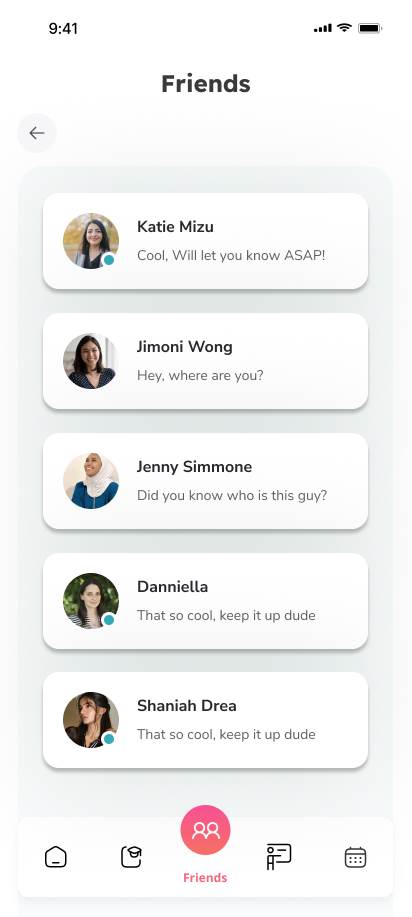 9:41
Friends
Katie Mizu
Cool, Will let you know ASAP!
Jimoni Wong
Hey, where are you?
Jenny Simmone
Did you know who is this guy?
Danniella
That so cool, keep it up dude
Shaniah Drea
That so cool, keep it up dude
Friends